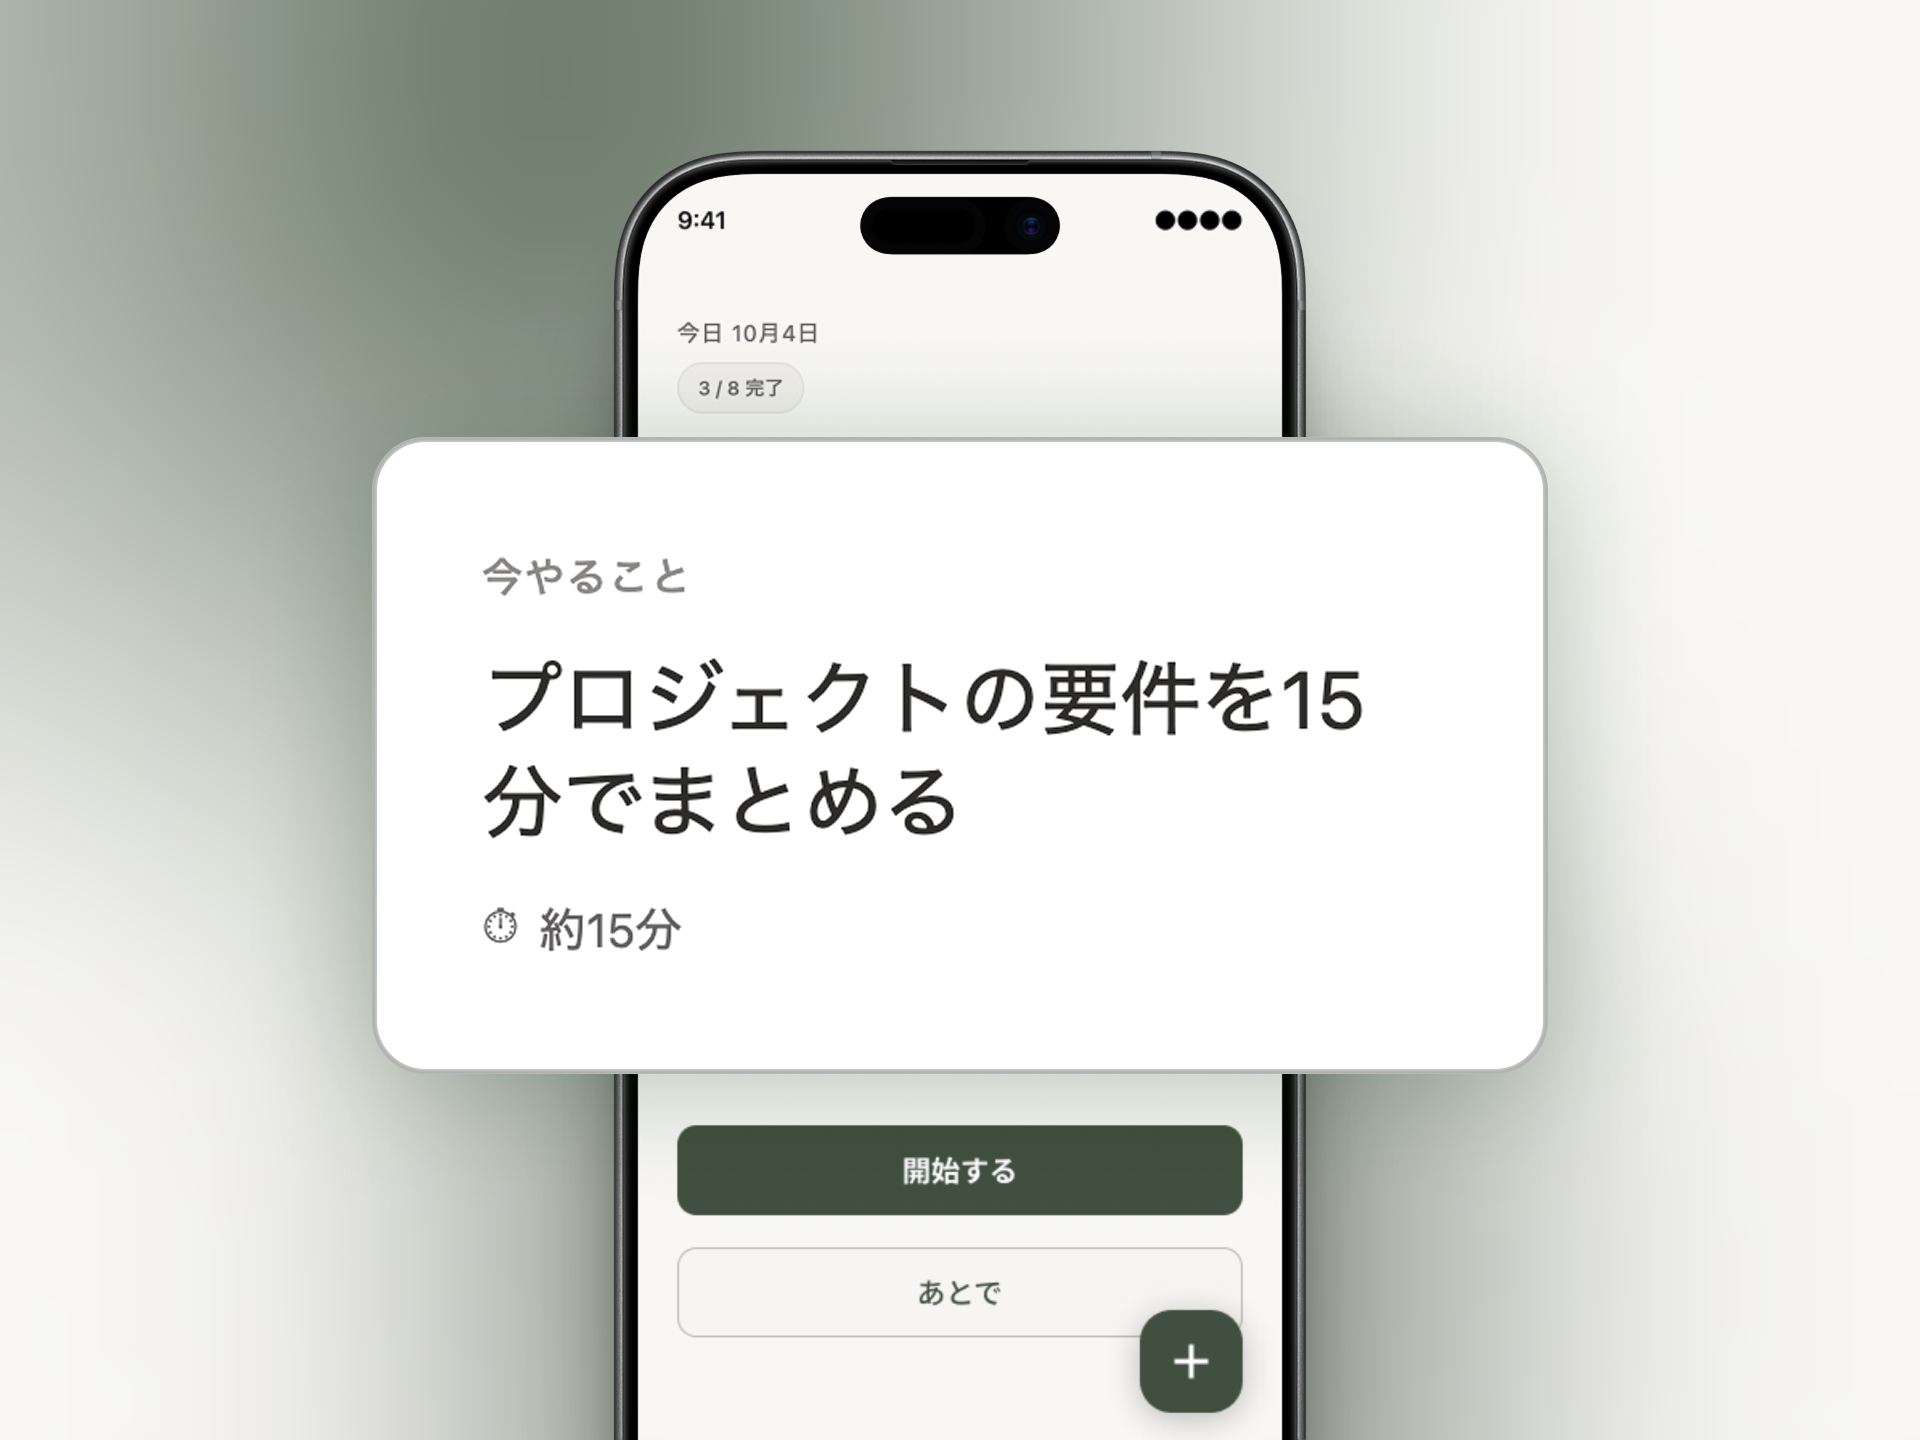 9:41
今日 10月4日
3 / 8 完了
今やること
プロジェクトの要件を15
分でまとめる
⏱ 約15分
開始する
あとで
+